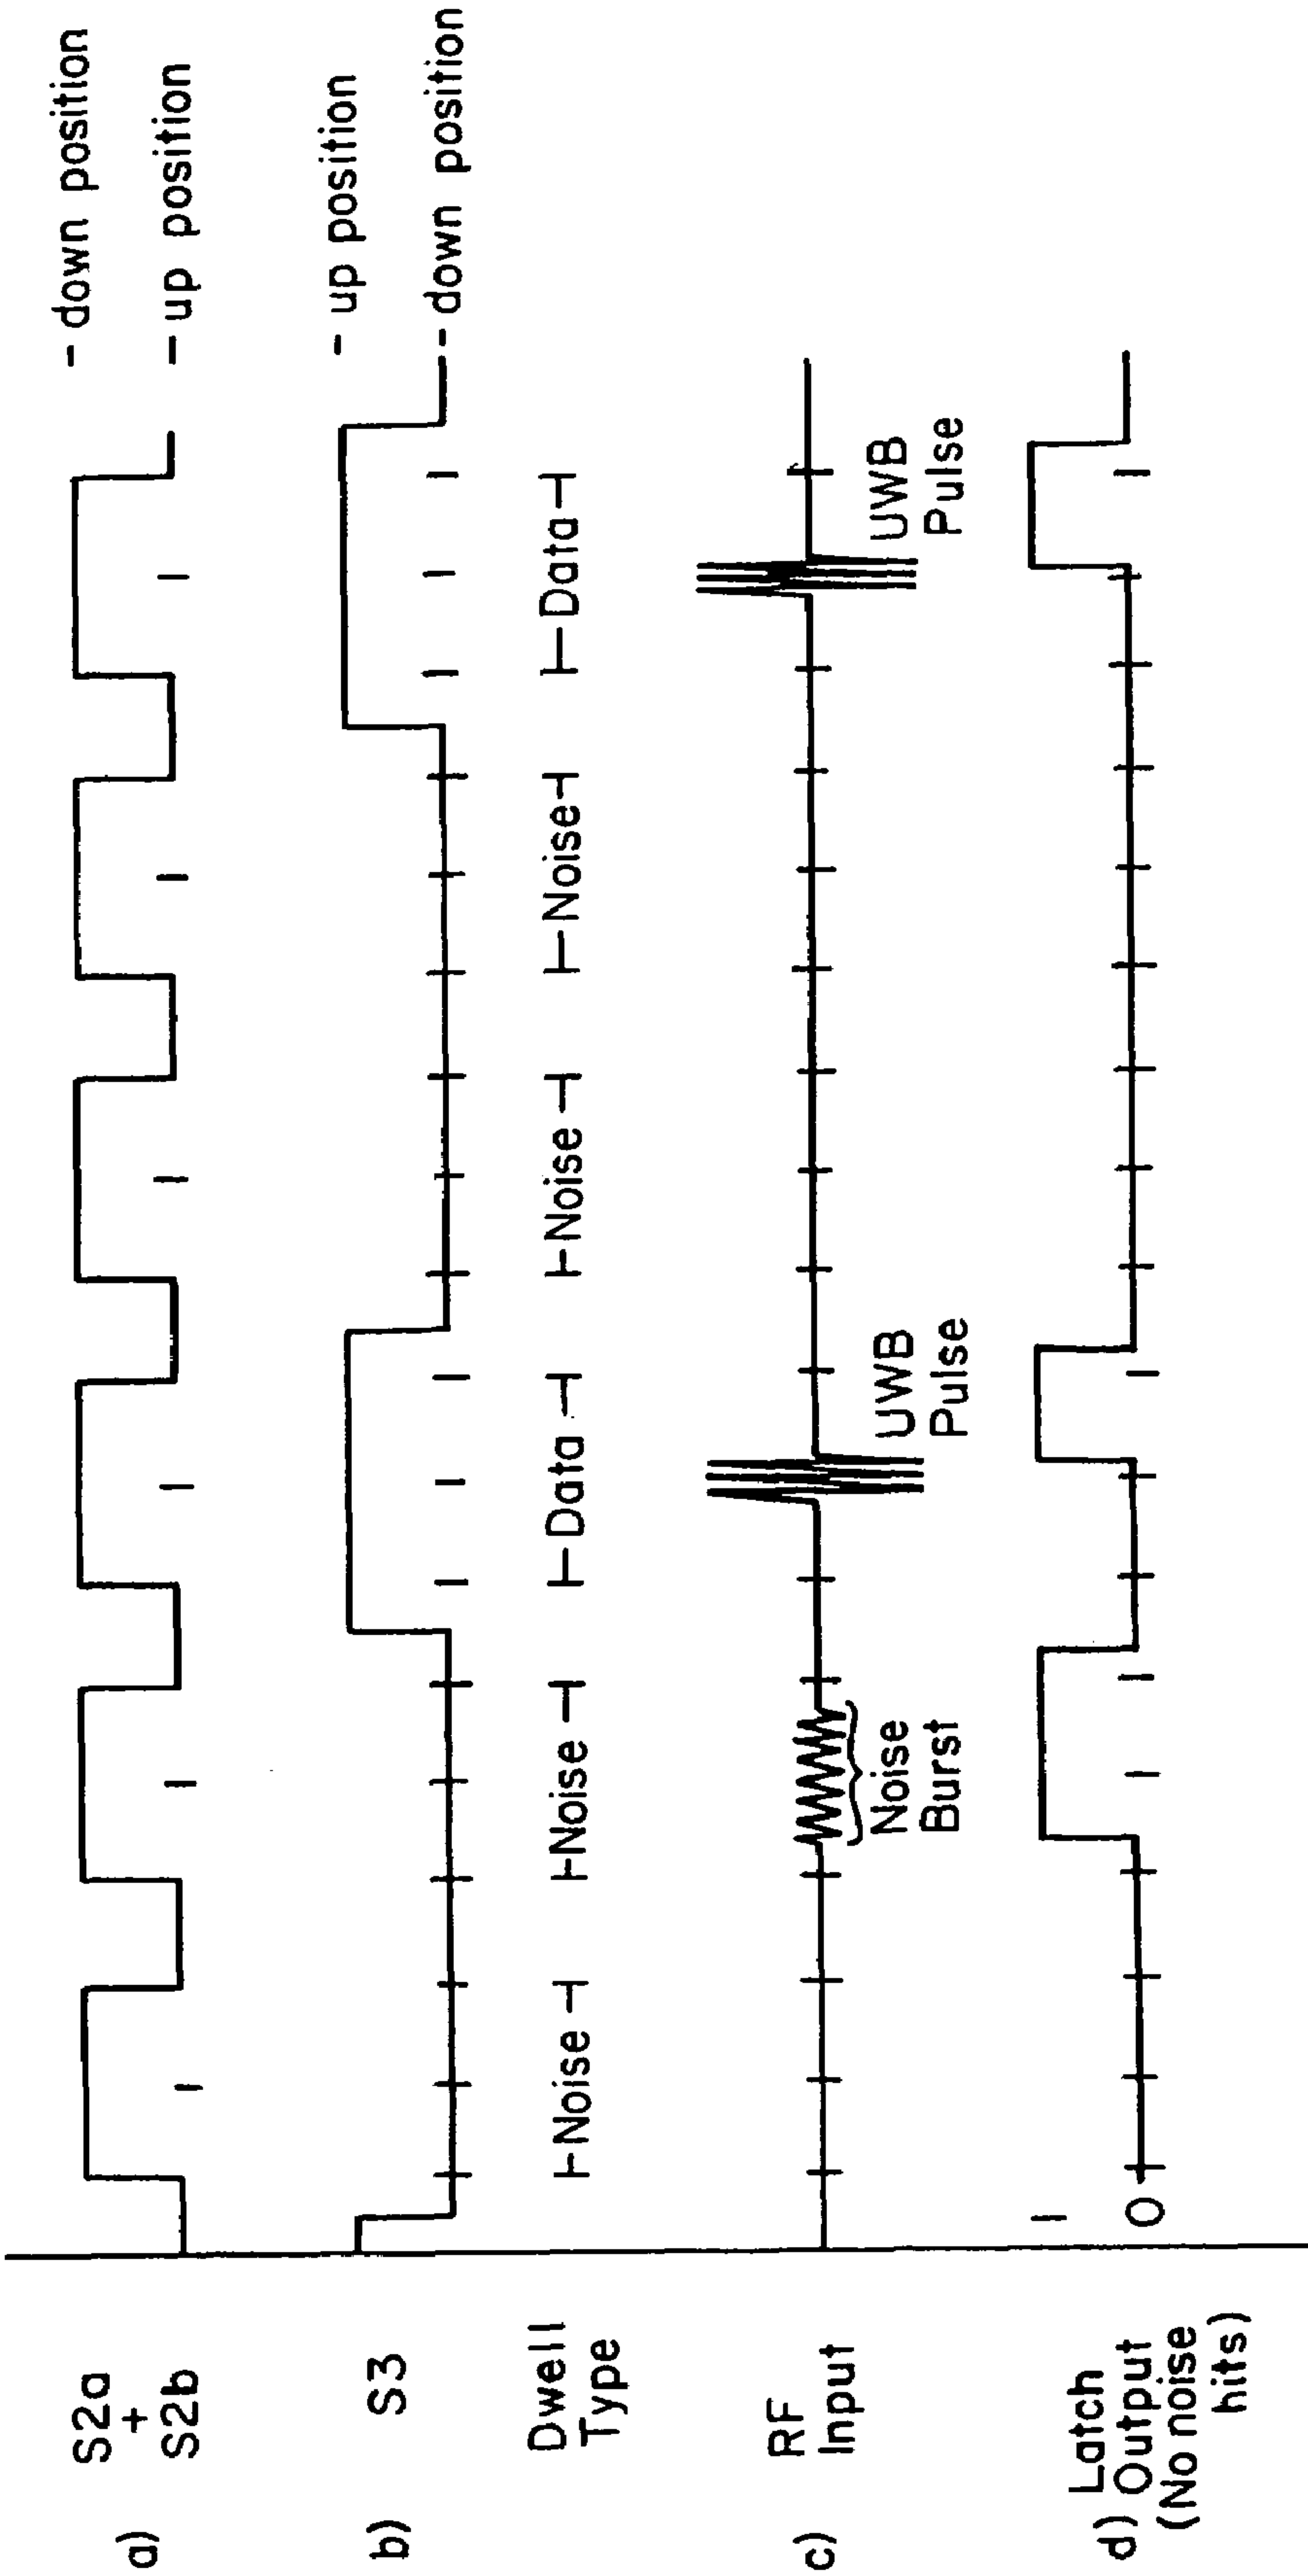 a) S2a
+
S2b
- down position
- up position
b) S3
- up position
- down position
Dwell
Type
Noise
Noise
Data
Noise
Noise
Data
c) RF
Input
Noise
Burst
UWB
Pulse
UWB
Pulse
d) Latch
Output
(No noise
hits)
1
0